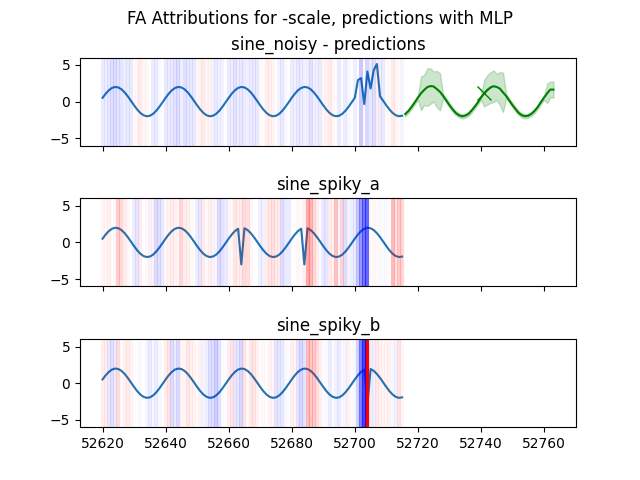 FA Attributions for -scale, predictions with MLP
sine_noisy - predictions
5
0
−5
sine_spiky_a
5
0
−5
sine_spiky_b
5
0
−5
52620 52640 52660 52680 52700 52720 52740 52760